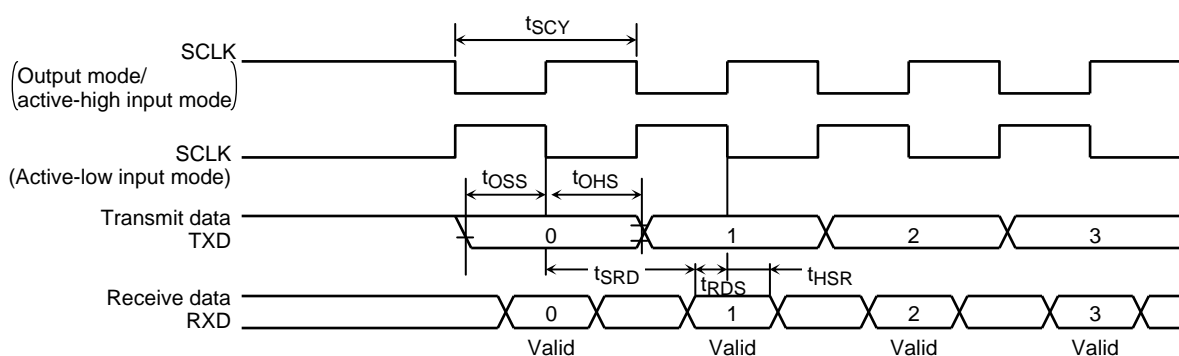 tSCY
SCLK
(Output mode/
active-high input mode)
SCLK
(Active-low input mode)
tOSS tOHS
Transmit data
TXD
0 1 2 3
tSRD tRDS tHSR
Receive data
RXD
0 1 2 3
Valid Valid Valid Valid